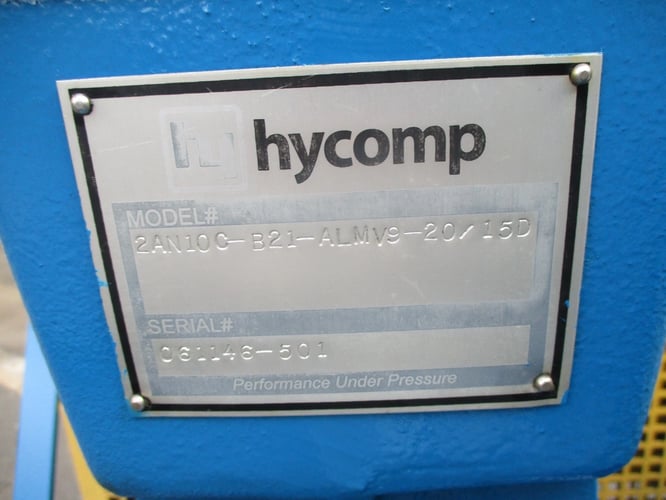 hycomp
MODEL#
2AN10C-B21-ALMV9-20/15D
SERIAL#
061146-501
Performance Under Pressure